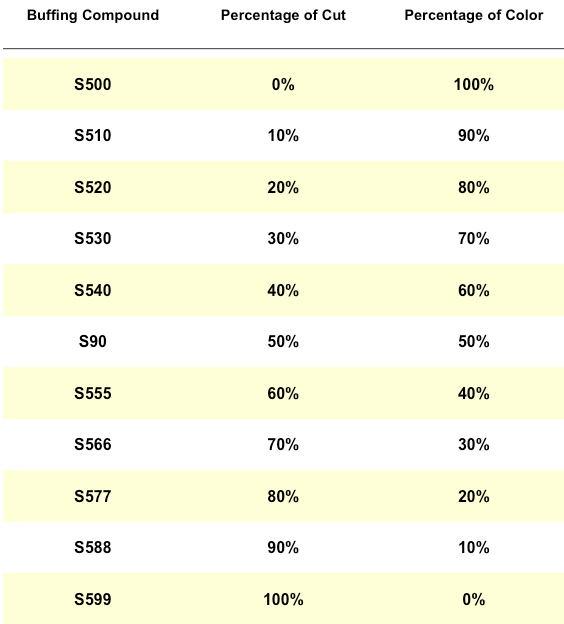 Buffing Compound Percentage of Cut Percentage of Color
S500 0% 100%
S510 10% 90%
S520 20% 80%
S530 30% 70%
S540 40% 60%
S90 50% 50%
S555 60% 40%
S566 70% 30%
S577 80% 20%
S588 90% 10%
S599 100% 0%